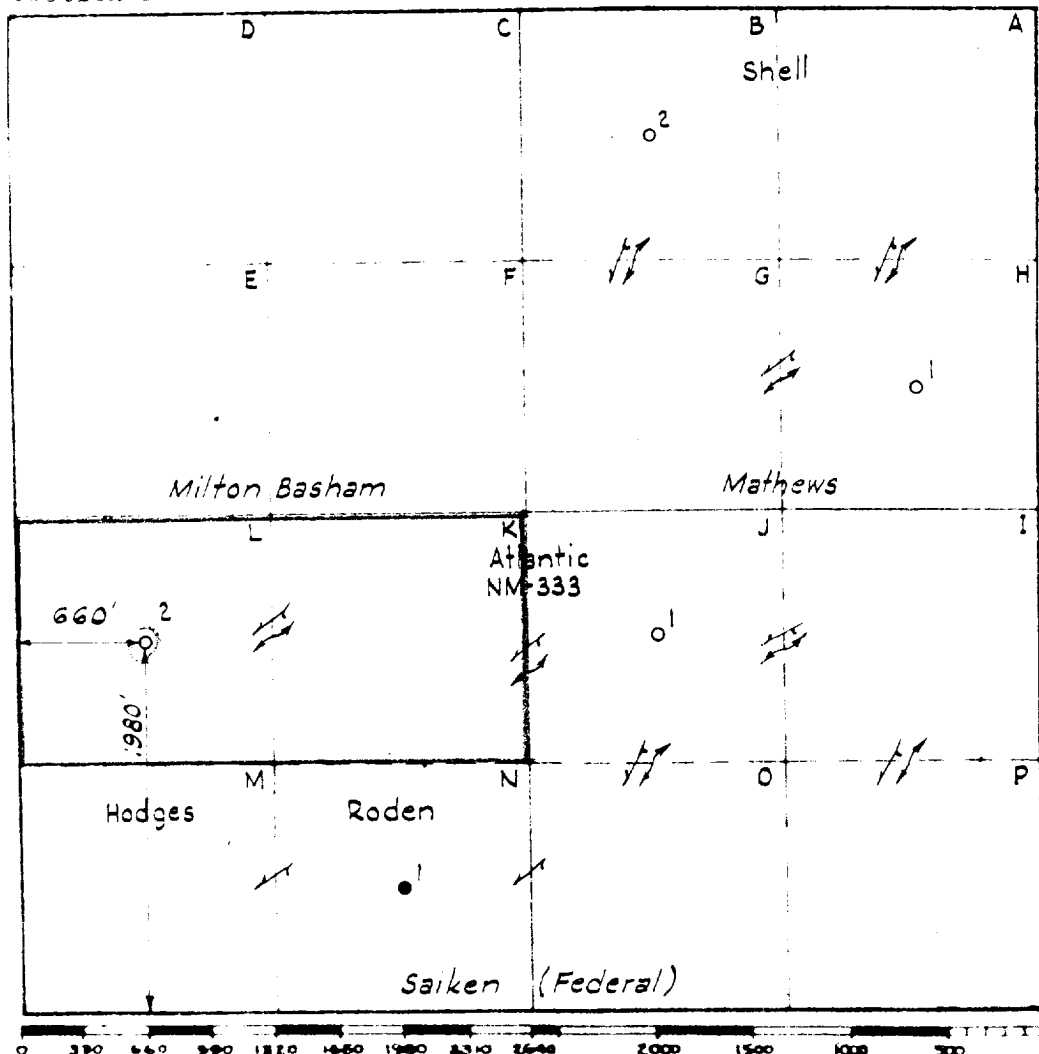 D C B A
Shell
2
E F G H
1
Milton Basham Mathews
L K J I
Atlantic
NM-333
660' 2 1
1980'
M N O P
Hodges Roden
1
Saiken (Federal)
0 330 660 990 1320 1650 1980 2310 2640 2000 1500 1000 500